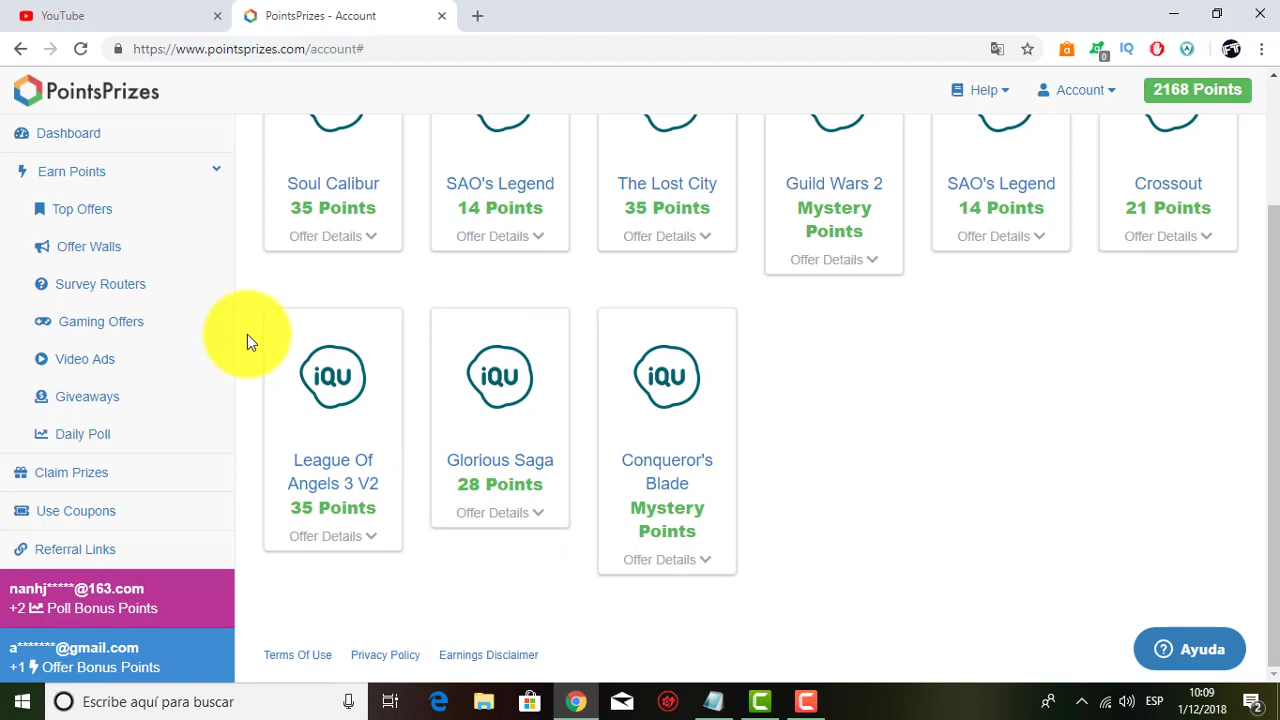 YouTube
PointsPrizes - Account
https://www.pointsprizes.com/account#
0
IQ
PointsPrizes
Help
Account
2168 Points
Dashboard
Earn Points
Top Offers
Offer Walls
Survey Routers
Gaming Offers
Video Ads
Giveaways
Daily Poll
Claim Prizes
Use Coupons
Referral Links
nanhj*****@163.com
+2 Poll Bonus Points
a*******@gmail.com
+1 Offer Bonus Points
Soul Calibur
35 Points
Offer Details
SAO's Legend
14 Points
Offer Details
The Lost City
35 Points
Offer Details
Guild Wars 2
Mystery
Points
Offer Details
SAO's Legend
14 Points
Offer Details
Crossout
21 Points
Offer Details
iQU
League Of
Angels 3 V2
35 Points
Offer Details
iQU
Glorious Saga
28 Points
Offer Details
iQU
Conqueror's
Blade
Mystery
Points
Offer Details
Terms Of Use
Privacy Policy
Earnings Disclaimer
Ayuda
Escribe aquí para buscar
ESP
10:09
1/12/2018
2